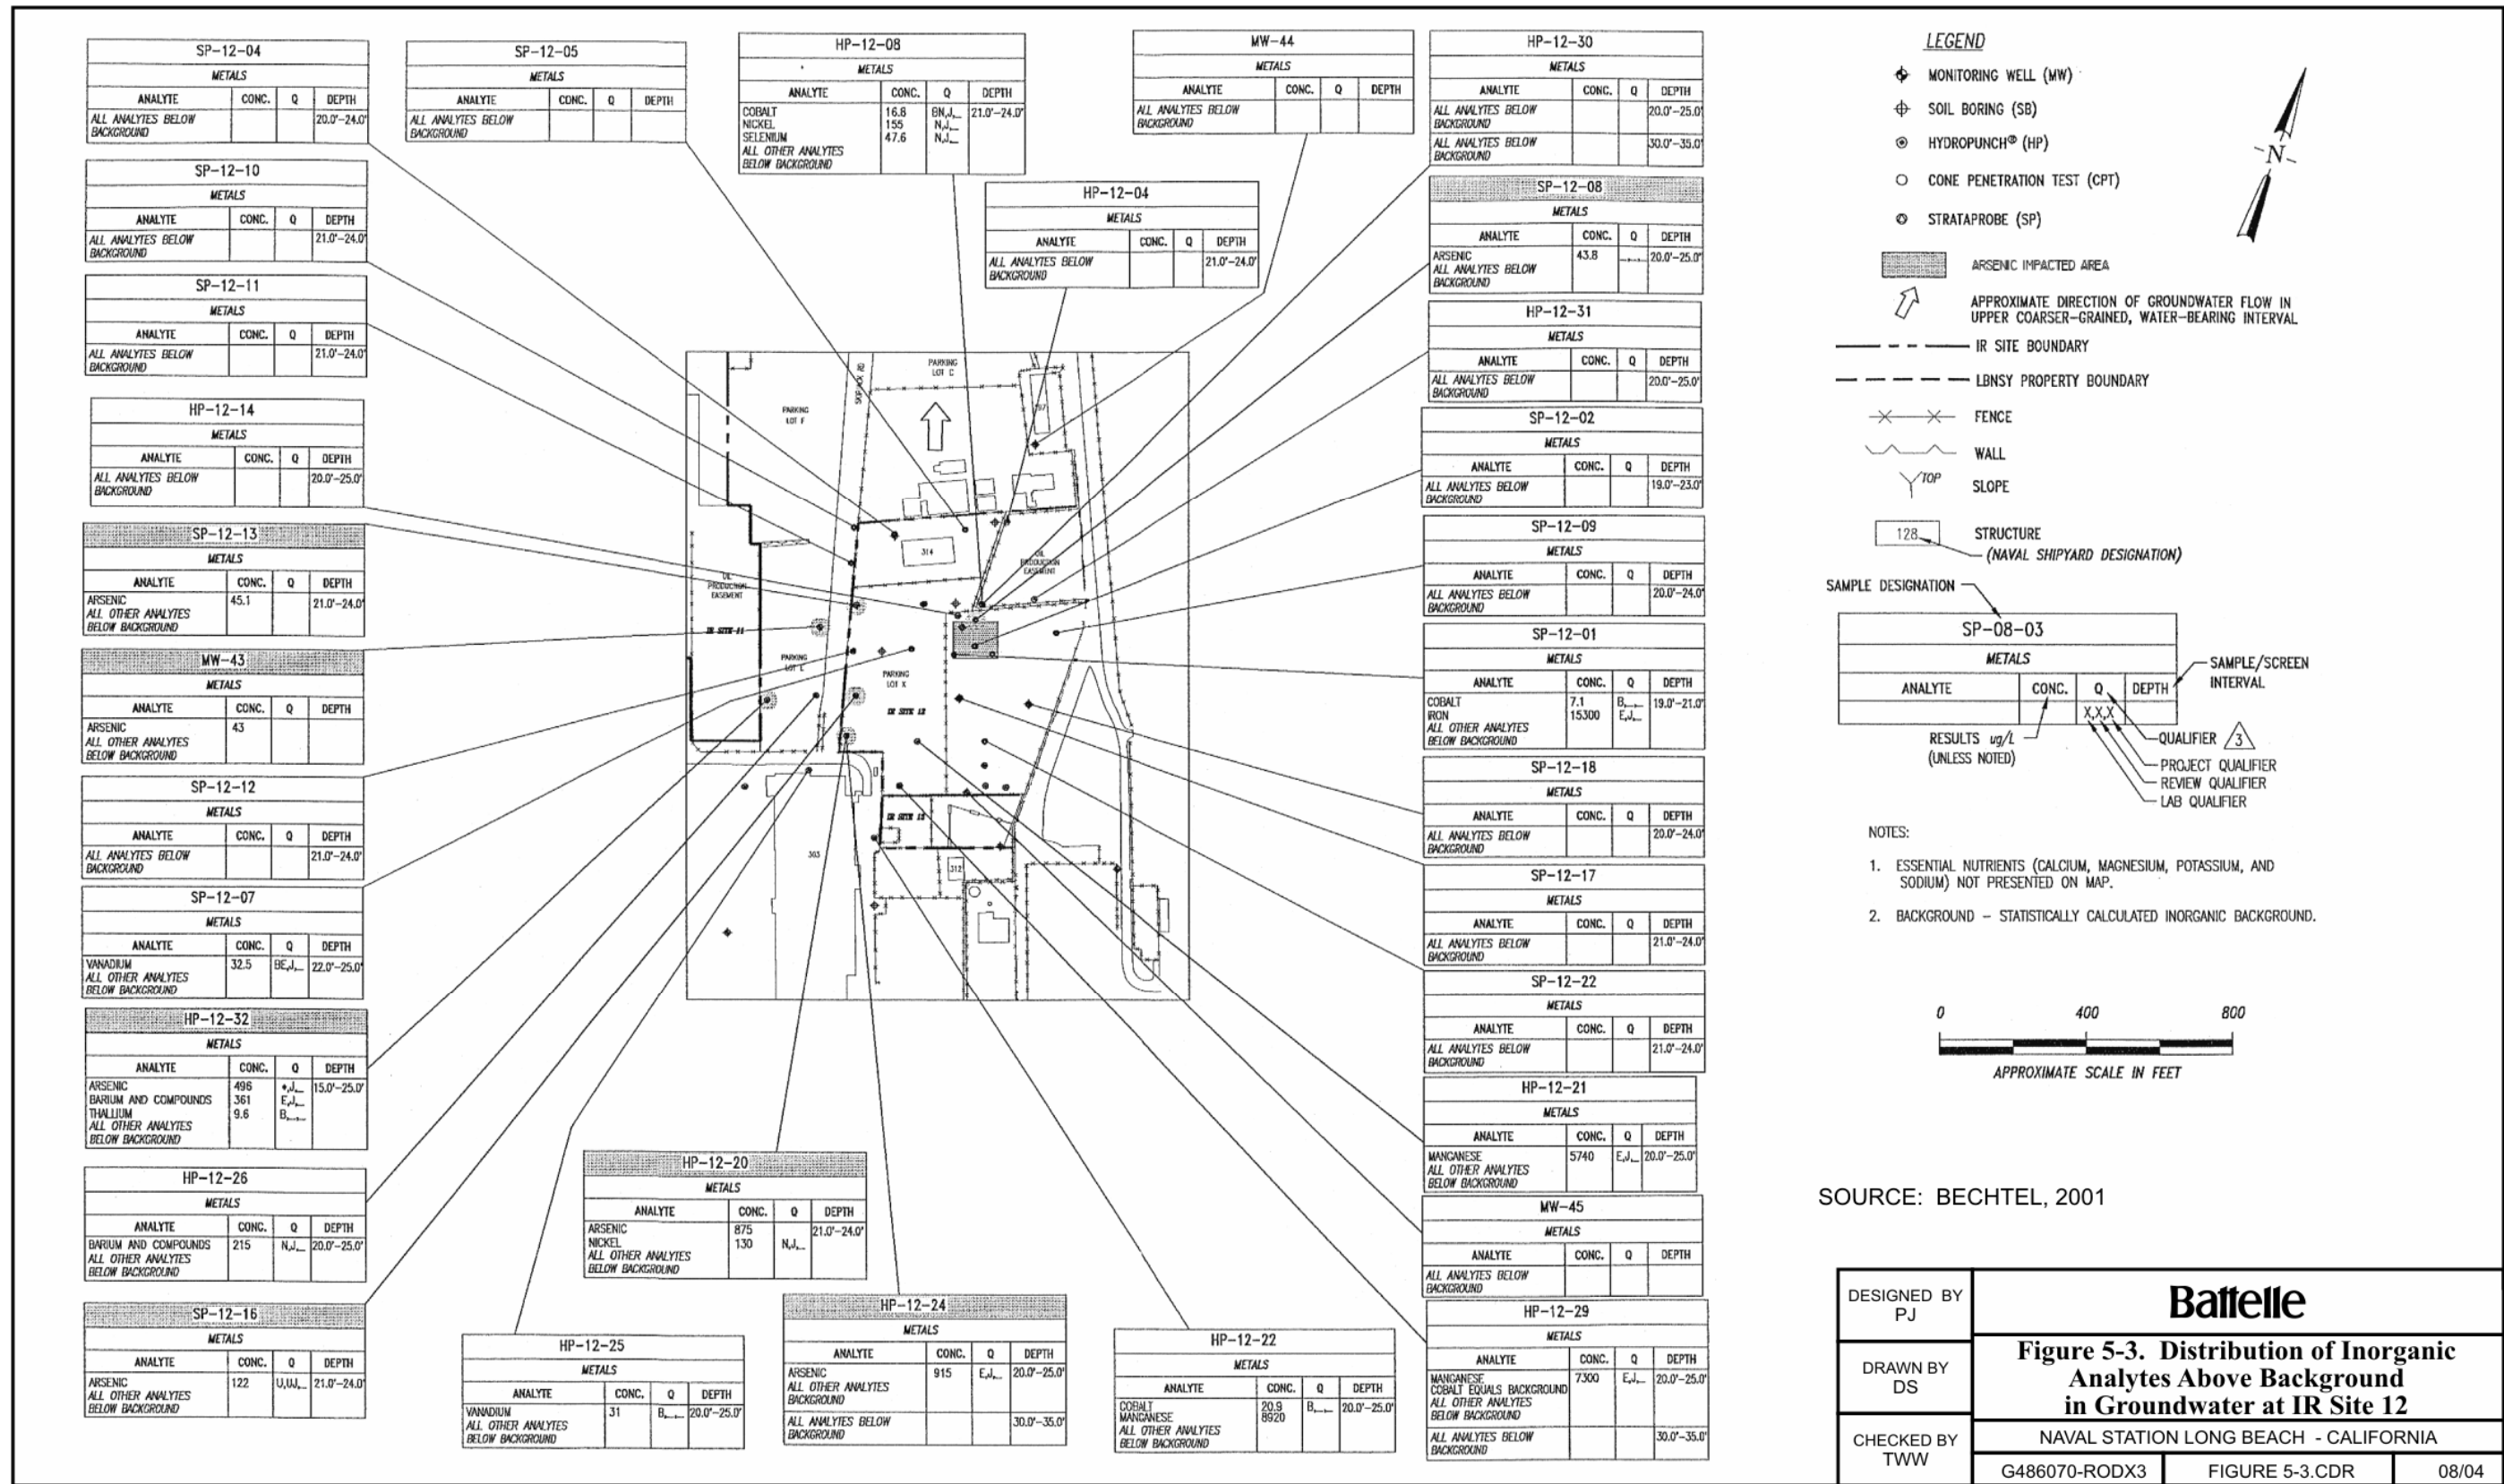 SP-12-04
METALS
ANALYTE CONC. Q DEPTH
ALL ANALYTES BELOW 20.0'-24.0'
BACKGROUND
SP-12-05
METALS
ANALYTE CONC. Q DEPTH
ALL ANALYTES BELOW
BACKGROUND
HP-12-08
METALS
ANALYTE CONC. Q DEPTH
COBALT 16.8 BN,J,_ 21.0'-24.0'
NICKEL 155 N,J,_
SELENIUM 47.6 N,J,_
ALL OTHER ANALYTES
BELOW BACKGROUND
MW-44
METALS
ANALYTE CONC. Q DEPTH
ALL ANALYTES BELOW
BACKGROUND
HP-12-30
METALS
ANALYTE CONC. Q DEPTH
ALL ANALYTES BELOW 20.0'-25.0'
BACKGROUND
ALL ANALYTES BELOW 30.0'-35.0'
BACKGROUND
SP-12-10
METALS
ANALYTE CONC. Q DEPTH
ALL ANALYTES BELOW 21.0'-24.0'
BACKGROUND
HP-12-04
METALS
ANALYTE CONC. Q DEPTH
ALL ANALYTES BELOW 21.0'-24.0'
BACKGROUND
SP-12-08
METALS
ANALYTE CONC. Q DEPTH
ARSENIC 43.8 _,_,_ 20.0'-25.0'
ALL ANALYTES BELOW
BACKGROUND
SP-12-11
METALS
ANALYTE CONC. Q DEPTH
ALL ANALYTES BELOW 21.0'-24.0'
BACKGROUND
HP-12-31
METALS
ANALYTE CONC. Q DEPTH
ALL ANALYTES BELOW 20.0'-25.0'
BACKGROUND
HP-12-14
METALS
ANALYTE CONC. Q DEPTH
ALL ANALYTES BELOW 20.0'-25.0'
BACKGROUND
SP-12-02
METALS
ANALYTE CONC. Q DEPTH
ALL ANALYTES BELOW 19.0'-23.0'
BACKGROUND
SP-12-13
METALS
ANALYTE CONC. Q DEPTH
ARSENIC 45.1 21.0'-24.0'
ALL OTHER ANALYTES
BELOW BACKGROUND
SP-12-09
METALS
ANALYTE CONC. Q DEPTH
ALL ANALYTES BELOW 20.0'-24.0'
BACKGROUND
MW-43
METALS
ANALYTE CONC. Q DEPTH
ARSENIC 43
ALL OTHER ANALYTES
BELOW BACKGROUND
SP-12-01
METALS
ANALYTE CONC. Q DEPTH
COBALT 7.1 B,_,_ 19.0'-21.0'
IRON 15300 E,J,_
ALL OTHER ANALYTES
BELOW BACKGROUND
SP-12-12
METALS
ANALYTE CONC. Q DEPTH
ALL ANALYTES BELOW 21.0'-24.0'
BACKGROUND
SP-12-18
METALS
ANALYTE CONC. Q DEPTH
ALL ANALYTES BELOW 20.0'-24.0'
BACKGROUND
SP-12-07
METALS
ANALYTE CONC. Q DEPTH
VANADIUM 32.5 BE,J,_ 22.0'-25.0'
ALL OTHER ANALYTES
BELOW BACKGROUND
SP-12-17
METALS
ANALYTE CONC. Q DEPTH
ALL ANALYTES BELOW 21.0'-24.0'
BACKGROUND
HP-12-32
METALS
ANALYTE CONC. Q DEPTH
ARSENIC 496 *,J,_ 15.0'-25.0'
BARIUM AND COMPOUNDS 361 E,J,_
THALLIUM 9.6 B,_,_
ALL OTHER ANALYTES
BELOW BACKGROUND
SP-12-22
METALS
ANALYTE CONC. Q DEPTH
ALL ANALYTES BELOW 21.0'-24.0'
BACKGROUND
HP-12-21
METALS
ANALYTE CONC. Q DEPTH
MANGANESE 5740 E,J,_ 20.0'-25.0'
ALL OTHER ANALYTES
BELOW BACKGROUND
HP-12-26
METALS
ANALYTE CONC. Q DEPTH
BARIUM AND COMPOUNDS 215 N,J,_ 20.0'-25.0'
ALL OTHER ANALYTES
BELOW BACKGROUND
HP-12-20
METALS
ANALYTE CONC. Q DEPTH
ARSENIC 875 21.0'-24.0'
NICKEL 130 N,J,_
ALL OTHER ANALYTES
BELOW BACKGROUND
MW-45
METALS
ANALYTE CONC. Q DEPTH
ALL ANALYTES BELOW
BACKGROUND
SP-12-16
METALS
ANALYTE CONC. Q DEPTH
ARSENIC 122 U,UJ,_ 21.0'-24.0'
ALL OTHER ANALYTES
BELOW BACKGROUND
HP-12-25
METALS
ANALYTE CONC. Q DEPTH
VANADIUM 31 B,_,_ 20.0'-25.0'
ALL OTHER ANALYTES
BELOW BACKGROUND
HP-12-24
METALS
ANALYTE CONC. Q DEPTH
ARSENIC 915 E,J,_ 20.0'-25.0'
ALL OTHER ANALYTES
BACKGROUND
ALL ANALYTES BELOW 30.0'-35.0'
BACKGROUND
HP-12-22
METALS
ANALYTE CONC. Q DEPTH
COBALT 20.9 B,_,_ 20.0'-25.0'
MANGANESE 8920
ALL OTHER ANALYTES
BELOW BACKGROUND
HP-12-29
METALS
ANALYTE CONC. Q DEPTH
MANGANESE 7300 E,J,_ 20.0'-25.0'
COBALT EQUALS BACKGROUND
ALL OTHER ANALYTES
BELOW BACKGROUND
ALL ANALYTES BELOW 30.0'-35.0'
BACKGROUND
PARKING
LOT C
PARKING
LOT F
314
OIL
PRODUCTION
EASEMENT
OIL
PRODUCTION
EASEMENT
IR SITE 11
PARKING
LOT L
PARKING
LOT K
IR SITE 12
IR SITE 13
303
312
LEGEND
MONITORING WELL (MW)
SOIL BORING (SB)
HYDROPUNCH® (HP)
CONE PENETRATION TEST (CPT)
STRATAPROBE (SP)
N
ARSENIC IMPACTED AREA
APPROXIMATE DIRECTION OF GROUNDWATER FLOW IN
UPPER COARSER-GRAINED, WATER-BEARING INTERVAL
IR SITE BOUNDARY
LBNSY PROPERTY BOUNDARY
FENCE
WALL
TOP SLOPE
128 STRUCTURE
(NAVAL SHIPYARD DESIGNATION)
SAMPLE DESIGNATION
SP-08-03
METALS
ANALYTE CONC. Q DEPTH
X,X,X
SAMPLE/SCREEN
INTERVAL
RESULTS ug/L
(UNLESS NOTED)
QUALIFIER 3
PROJECT QUALIFIER
REVIEW QUALIFIER
LAB QUALIFIER
NOTES:
1. ESSENTIAL NUTRIENTS (CALCIUM, MAGNESIUM, POTASSIUM, AND
SODIUM) NOT PRESENTED ON MAP.
2. BACKGROUND - STATISTICALLY CALCULATED INORGANIC BACKGROUND.
0 400 800
APPROXIMATE SCALE IN FEET
SOURCE: BECHTEL, 2001
DESIGNED BY
PJ
DRAWN BY
DS
CHECKED BY
TWW
Battelle
Figure 5-3. Distribution of Inorganic
Analytes Above Background
in Groundwater at IR Site 12
NAVAL STATION LONG BEACH - CALIFORNIA
G486070-RODX3 FIGURE 5-3.CDR 08/04